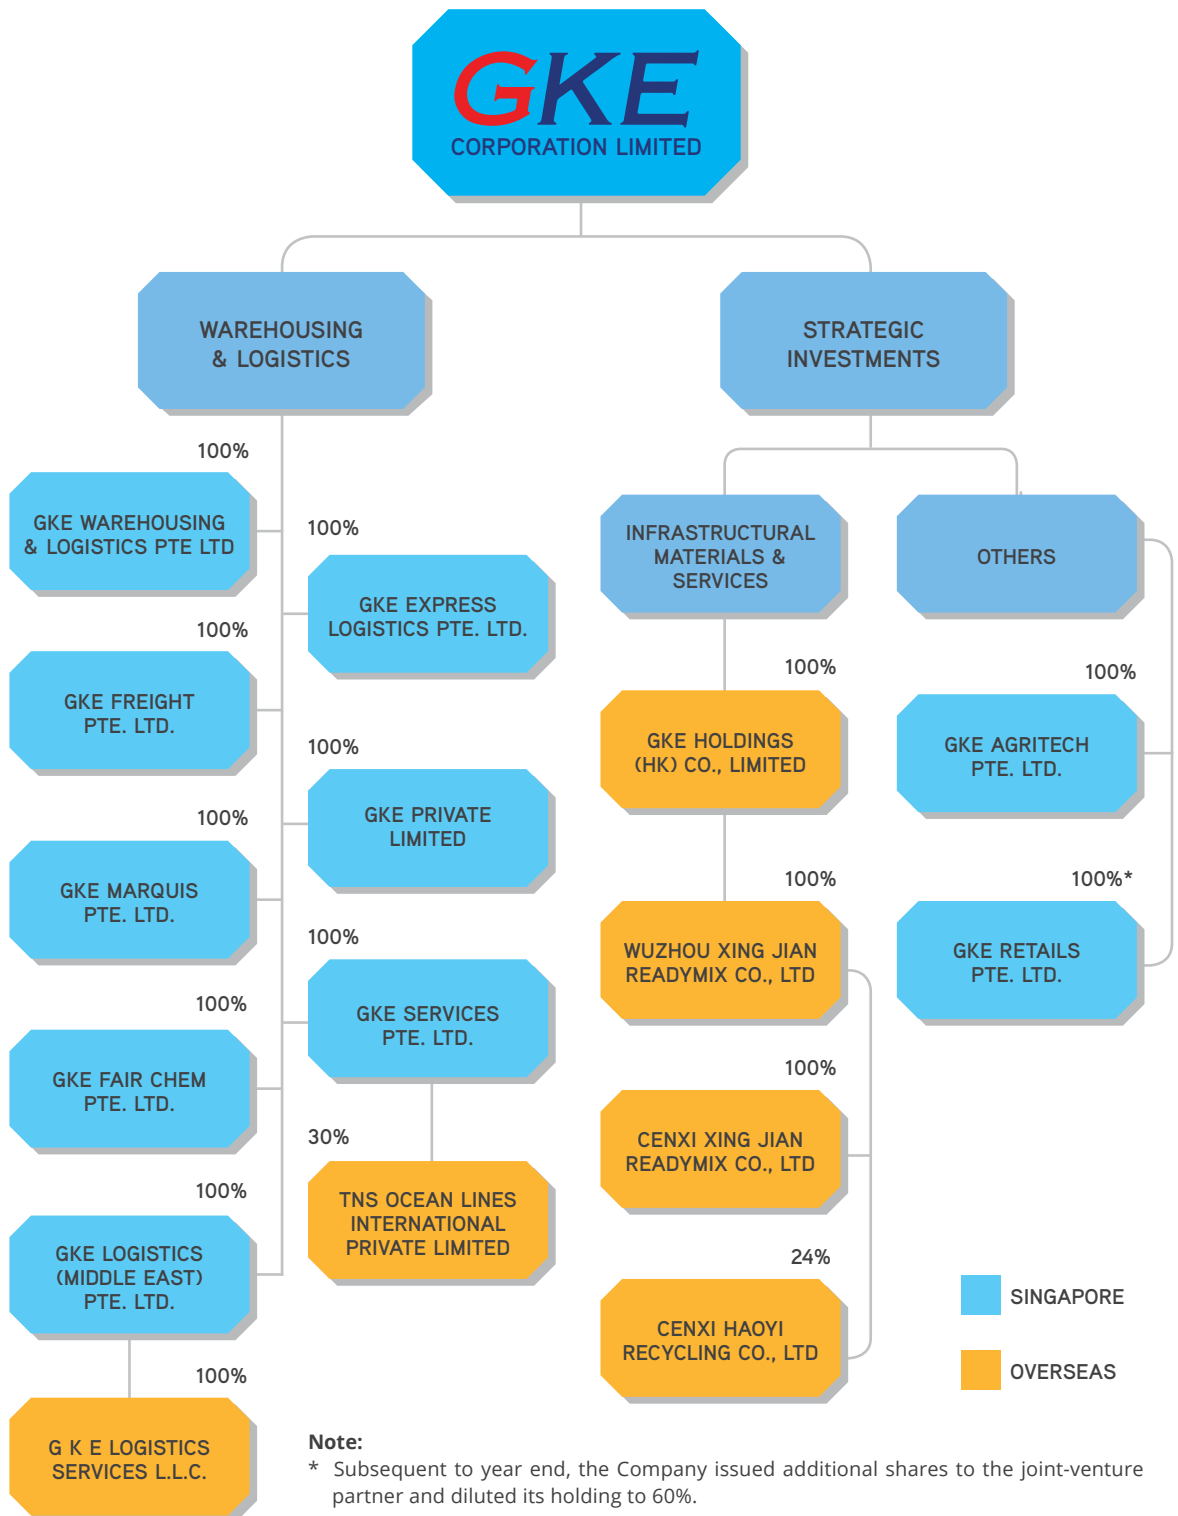 GKE
CORPORATION LIMITED
WAREHOUSING
& LOGISTICS
STRATEGIC
INVESTMENTS
100%
GKE WAREHOUSING
& LOGISTICS PTE LTD
100%
GKE EXPRESS
LOGISTICS PTE. LTD.
100%
GKE FREIGHT
PTE. LTD.
100%
GKE PRIVATE
LIMITED
100%
GKE MARQUIS
PTE. LTD.
100%
GKE SERVICES
PTE. LTD.
100%
GKE FAIR CHEM
PTE. LTD.
30%
TNS OCEAN LINES
INTERNATIONAL
PRIVATE LIMITED
100%
GKE LOGISTICS
(MIDDLE EAST)
PTE. LTD.
100%
G K E LOGISTICS
SERVICES L.L.C.
INFRASTRUCTURAL
MATERIALS &
SERVICES
100%
GKE HOLDINGS
(HK) CO., LIMITED
100%
WUZHOU XING JIAN
READYMIX CO., LTD
100%
CENXI XING JIAN
READYMIX CO., LTD
24%
CENXI HAOYI
RECYCLING CO., LTD
OTHERS
100%
GKE AGRITECH
PTE. LTD.
100%*
GKE RETAILS
PTE. LTD.
SINGAPORE
OVERSEAS
Note:
* Subsequent to year end, the Company issued additional shares to the joint-venture
partner and diluted its holding to 60%.